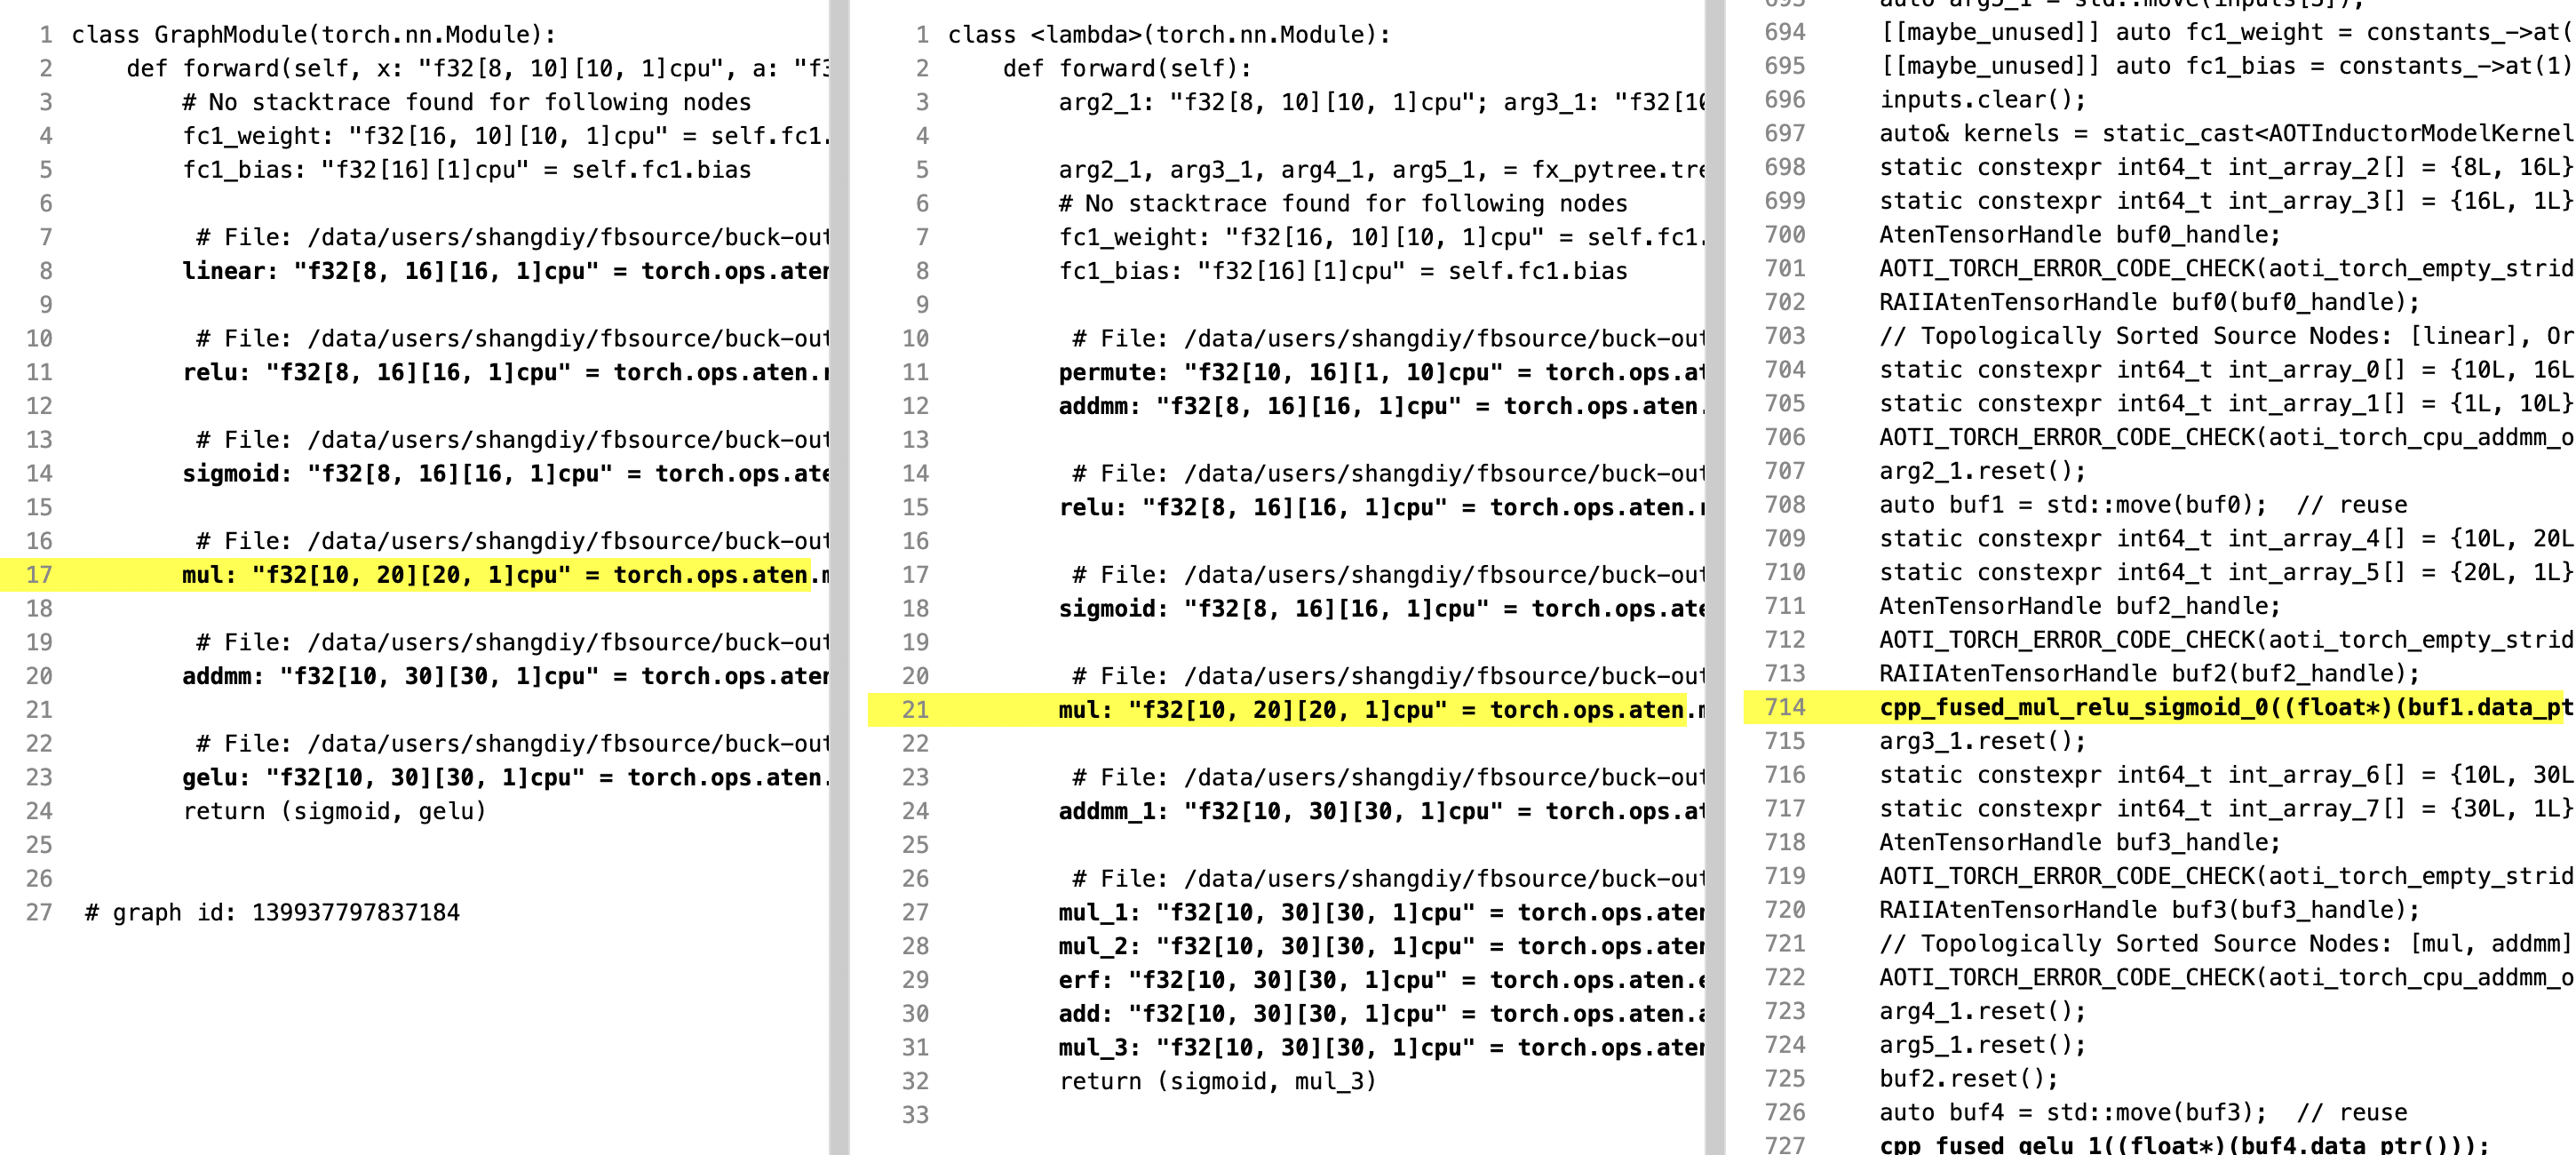 1 class GraphModule(torch.nn.Module):
2 def forward(self, x: "f32[8, 10][10, 1]cpu", a: "f3
3 # No stacktrace found for following nodes
4 fc1_weight: "f32[16, 10][10, 1]cpu" = self.fc1.
5 fc1_bias: "f32[16][1]cpu" = self.fc1.bias
6
7 # File: /data/users/shangdiy/fbsource/buck-out
8 linear: "f32[8, 16][16, 1]cpu" = torch.ops.aten
9
10 # File: /data/users/shangdiy/fbsource/buck-out
11 relu: "f32[8, 16][16, 1]cpu" = torch.ops.aten.r
12
13 # File: /data/users/shangdiy/fbsource/buck-out
14 sigmoid: "f32[8, 16][16, 1]cpu" = torch.ops.ate
15
16 # File: /data/users/shangdiy/fbsource/buck-out
17 mul: "f32[10, 20][20, 1]cpu" = torch.ops.aten.m
18
19 # File: /data/users/shangdiy/fbsource/buck-out
20 addmm: "f32[10, 30][30, 1]cpu" = torch.ops.aten
21
22 # File: /data/users/shangdiy/fbsource/buck-out
23 gelu: "f32[10, 30][30, 1]cpu" = torch.ops.aten.
24 return (sigmoid, gelu)
25
26
27 # graph id: 139937797837184
1 class <lambda>(torch.nn.Module):
2 def forward(self):
3 arg2_1: "f32[8, 10][10, 1]cpu"; arg3_1: "f32[10
4
5 arg2_1, arg3_1, arg4_1, arg5_1, = fx_pytree.tre
6 # No stacktrace found for following nodes
7 fc1_weight: "f32[16, 10][10, 1]cpu" = self.fc1.
8 fc1_bias: "f32[16][1]cpu" = self.fc1.bias
9
10 # File: /data/users/shangdiy/fbsource/buck-out
11 permute: "f32[10, 16][1, 10]cpu" = torch.ops.at
12 addmm: "f32[8, 16][16, 1]cpu" = torch.ops.aten.
13
14 # File: /data/users/shangdiy/fbsource/buck-out
15 relu: "f32[8, 16][16, 1]cpu" = torch.ops.aten.r
16
17 # File: /data/users/shangdiy/fbsource/buck-out
18 sigmoid: "f32[8, 16][16, 1]cpu" = torch.ops.ate
19
20 # File: /data/users/shangdiy/fbsource/buck-out
21 mul: "f32[10, 20][20, 1]cpu" = torch.ops.aten.m
22
23 # File: /data/users/shangdiy/fbsource/buck-out
24 addmm_1: "f32[10, 30][30, 1]cpu" = torch.ops.at
25
26 # File: /data/users/shangdiy/fbsource/buck-out
27 mul_1: "f32[10, 30][30, 1]cpu" = torch.ops.aten
28 mul_2: "f32[10, 30][30, 1]cpu" = torch.ops.aten
29 erf: "f32[10, 30][30, 1]cpu" = torch.ops.aten.e
30 add: "f32[10, 30][30, 1]cpu" = torch.ops.aten.a
31 mul_3: "f32[10, 30][30, 1]cpu" = torch.ops.aten
32 return (sigmoid, mul_3)
33
693 auto arg5_1 = std::move(inputs[3]);
694 [[maybe_unused]] auto fc1_weight = constants_->at(
695 [[maybe_unused]] auto fc1_bias = constants_->at(1)
696 inputs.clear();
697 auto& kernels = static_cast<AOTInductorModelKernel
698 static constexpr int64_t int_array_2[] = {8L, 16L}
699 static constexpr int64_t int_array_3[] = {16L, 1L}
700 AtenTensorHandle buf0_handle;
701 AOTI_TORCH_ERROR_CODE_CHECK(aoti_torch_empty_strid
702 RAIIAtenTensorHandle buf0(buf0_handle);
703 // Topologically Sorted Source Nodes: [linear], Or
704 static constexpr int64_t int_array_0[] = {10L, 16L
705 static constexpr int64_t int_array_1[] = {1L, 10L}
706 AOTI_TORCH_ERROR_CODE_CHECK(aoti_torch_cpu_addmm_o
707 arg2_1.reset();
708 auto buf1 = std::move(buf0); // reuse
709 static constexpr int64_t int_array_4[] = {10L, 20L
710 static constexpr int64_t int_array_5[] = {20L, 1L}
711 AtenTensorHandle buf2_handle;
712 AOTI_TORCH_ERROR_CODE_CHECK(aoti_torch_empty_strid
713 RAIIAtenTensorHandle buf2(buf2_handle);
714 cpp_fused_mul_relu_sigmoid_0((float*)(buf1.data_pt
715 arg3_1.reset();
716 static constexpr int64_t int_array_6[] = {10L, 30L
717 static constexpr int64_t int_array_7[] = {30L, 1L}
718 AtenTensorHandle buf3_handle;
719 AOTI_TORCH_ERROR_CODE_CHECK(aoti_torch_empty_strid
720 RAIIAtenTensorHandle buf3(buf3_handle);
721 // Topologically Sorted Source Nodes: [mul, addmm]
722 AOTI_TORCH_ERROR_CODE_CHECK(aoti_torch_cpu_addmm_o
723 arg4_1.reset();
724 arg5_1.reset();
725 buf2.reset();
726 auto buf4 = std::move(buf3); // reuse
727 cpp_fused_gelu_1((float*)(buf4.data_ptr()));